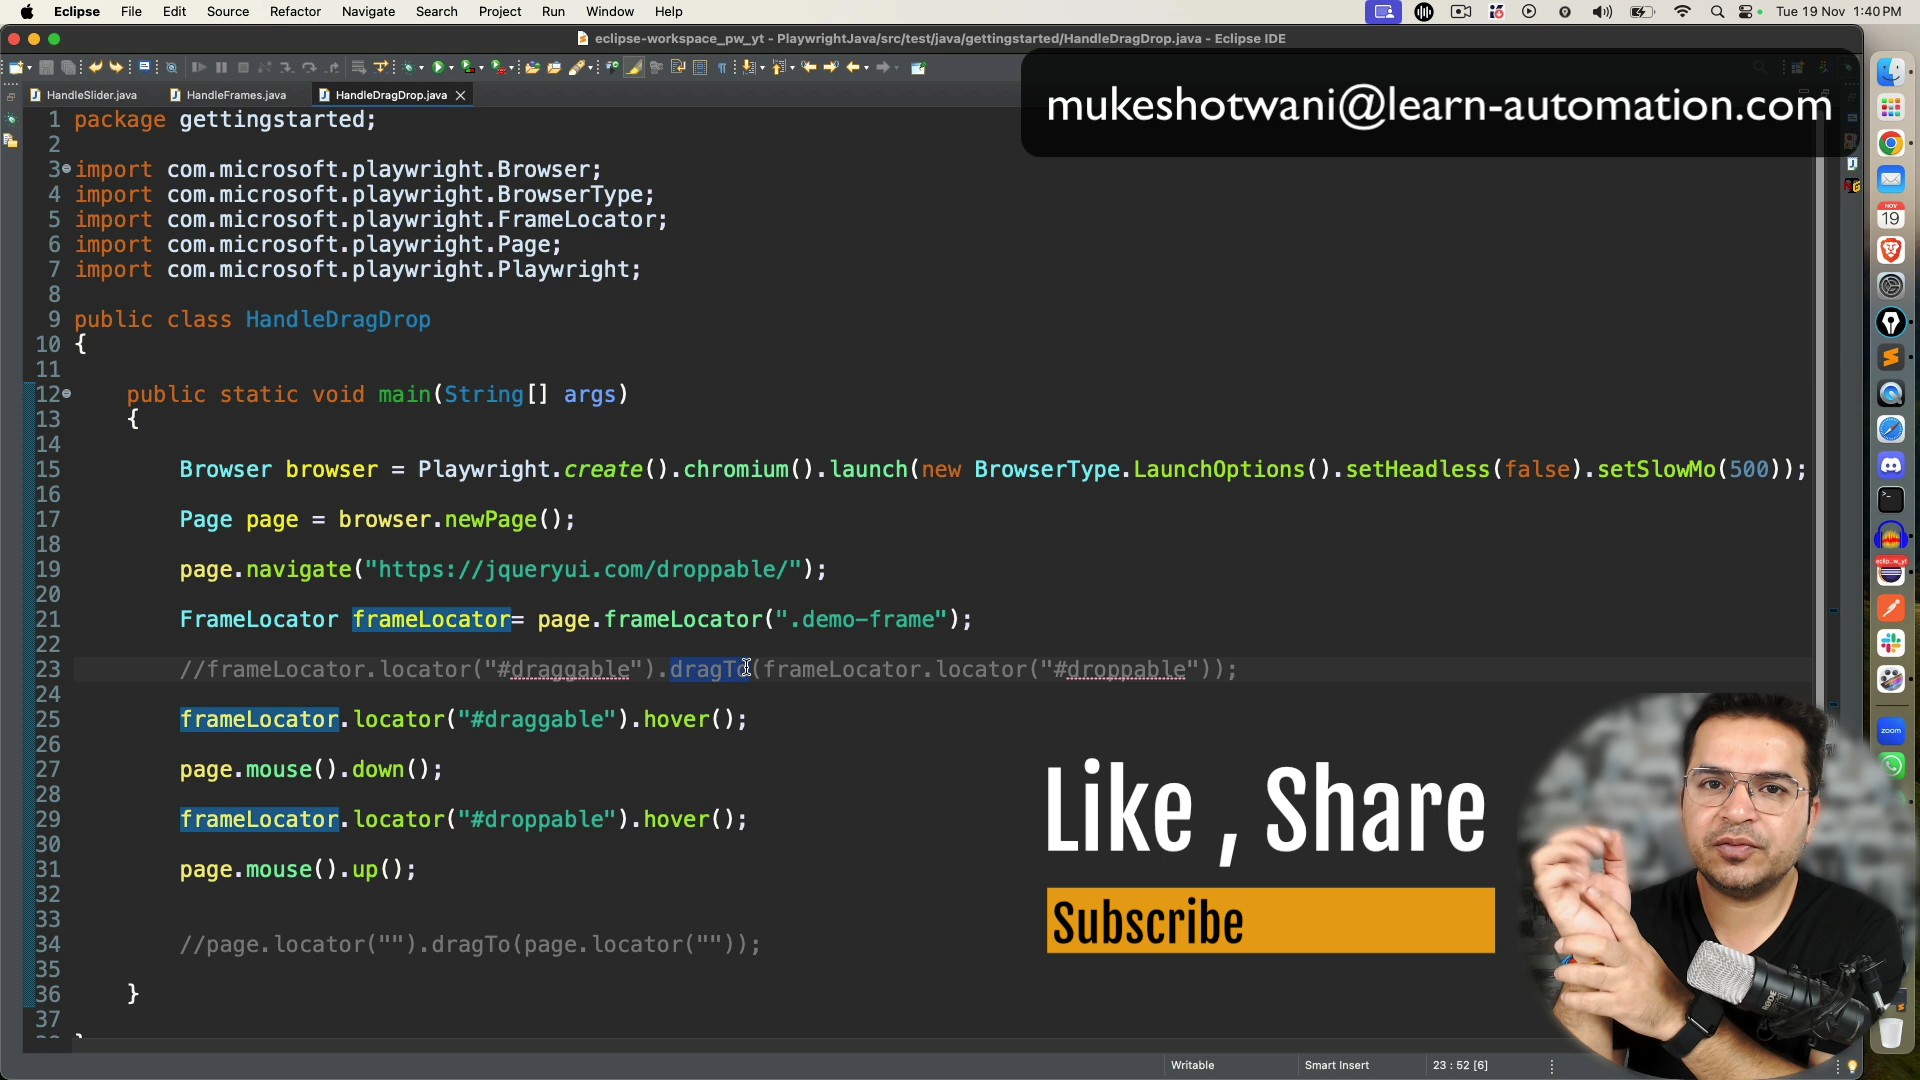 Eclipse File Edit Source Refactor Navigate Search Project Run Window Help Tue 19 Nov 1:40 PM
eclipse-workspace_pw_yt - PlaywrightJava/src/test/java/gettingstarted/HandleDragDrop.java - Eclipse IDE
HandleSlider.java HandleFrames.java HandleDragDrop.java
mukeshotwani@learn-automation.com
1 package gettingstarted;
2
3 import com.microsoft.playwright.Browser;
4 import com.microsoft.playwright.BrowserType;
5 import com.microsoft.playwright.FrameLocator;
6 import com.microsoft.playwright.Page;
7 import com.microsoft.playwright.Playwright;
8
9 public class HandleDragDrop
10 {
11
12 public static void main(String[] args)
13 {
14
15 Browser browser = Playwright.create().chromium().launch(new BrowserType.LaunchOptions().setHeadless(false).setSlowMo(500));
16
17 Page page = browser.newPage();
18
19 page.navigate("https://jqueryui.com/droppable/");
20
21 FrameLocator frameLocator= page.frameLocator(".demo-frame");
22
23 //frameLocator.locator("#draggable").dragTo(frameLocator.locator("#droppable"));
24
25 frameLocator.locator("#draggable").hover();
26
27 page.mouse().down();
28
29 frameLocator.locator("#droppable").hover();
30
31 page.mouse().up();
32
33
34 //page.locator("").dragTo(page.locator(""));
35
36 }
37
Like , Share
Subscribe
NOV
19
zoom
RODE
Writable Smart Insert 23 : 52 [6]